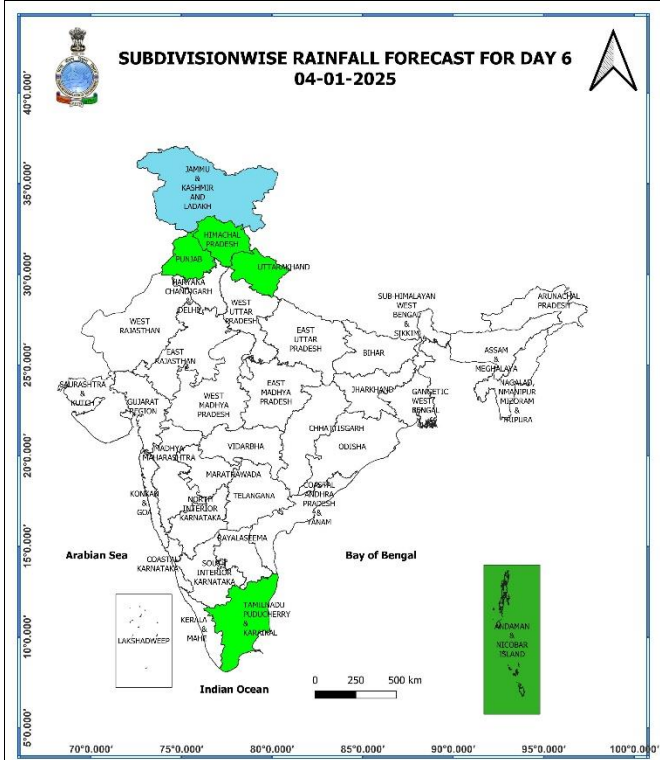 SUBDIVISIONWISE RAINFALL FORECAST FOR DAY 6
04-01-2025
40°0.000'
35°0.000'
30°0.000'
25°0.000'
20°0.000'
15°0.000'
10°0.000'
5°0.000'
JAMMU
&
KASHMIR
AND
LADAKH
HIMACHAL
PRADESH
PUNJAB
UTTARAKHAND
HARYAKA
CHANDIGARH
&
DELHI
WEST
UTTAR
PRADESH
WEST
RAJASTHAN
EAST
RAJASTHAN
EAST
UTTAR
PRADESH
SUB HIMALAYAN
WEST
BENGAL
&
SIKKIM
ARUNACHAL
PRADESH
BIHAR
ASSAM
&
MEGHALAYA
NAGALAD,
NMANIPUR
MIZORAM
&
TRIPURA
SAURASHTRA
&
KUTCH
GUJARAT
REGION
WEST
MADHYA
PRADESH
EAST
MADHYA
PRADESH
JHARKHAND
GANGETIC
WEST
BENGAL
CHHATTISGARH
ODISHA
MADHYA
MAHARASHTRA
VIDARBHA
MARATHAWADA
KONKAN
&
GOA
NORTH
INTERIOR
KARNATAKA
TELANGANA
COASTAL
ANDHRA
PRADESH
&
YANAM
RAYALASEEMA
Arabian Sea
Bay of Bengal
COASTAL
KARNATAKA
SOUTH
INTERIOR
KARNATAKA
TAMILNADU
PUDUCHERRY
&
KARAIKAL
KERALA
&
MAHE
LAKSHADWEEP
ANDAMAN
&
NICOBAR
ISLAND
0 250 500 km
Indian Ocean
70°0.000' 75°0.000' 80°0.000' 85°0.000' 90°0.000' 95°0.000' 100°0.000'